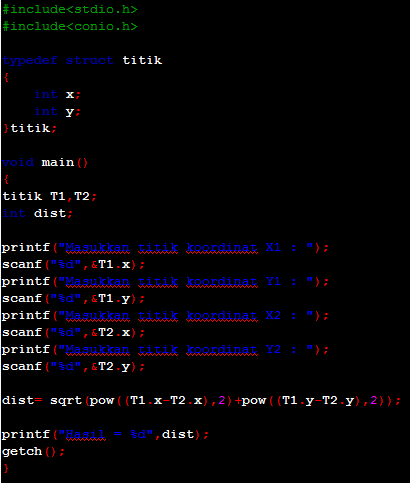 #include<stdio.h>
#include<conio.h>
typedef struct titik
{
int x;
int y;
}titik;
void main()
{
titik T1,T2;
int dist;
printf("Masukkan titik koordinat X1 : ");
scanf("%d",&T1.x);
printf("Masukkan titik koordinat Y1 : ");
scanf("%d",&T1.y);
printf("Masukkan titik koordinat X2 : ");
scanf("%d",&T2.x);
printf("Masukkan titik koordinat Y2 : ");
scanf("%d",&T2.y);
dist= sqrt(pow((T1.x-T2.x),2)+pow((T1.y-T2.y),2));
printf("Hasil = %d",dist);
getch();
}